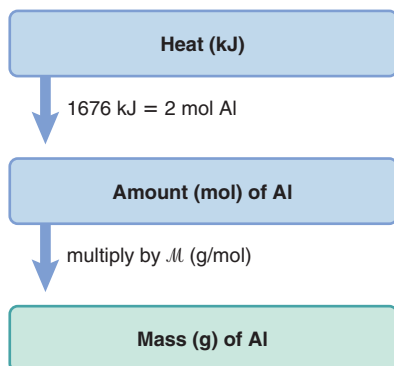 Heat (kJ)
1676 kJ = 2 mol Al
Amount (mol) of Al
multiply by ℳ (g/mol)
Mass (g) of Al